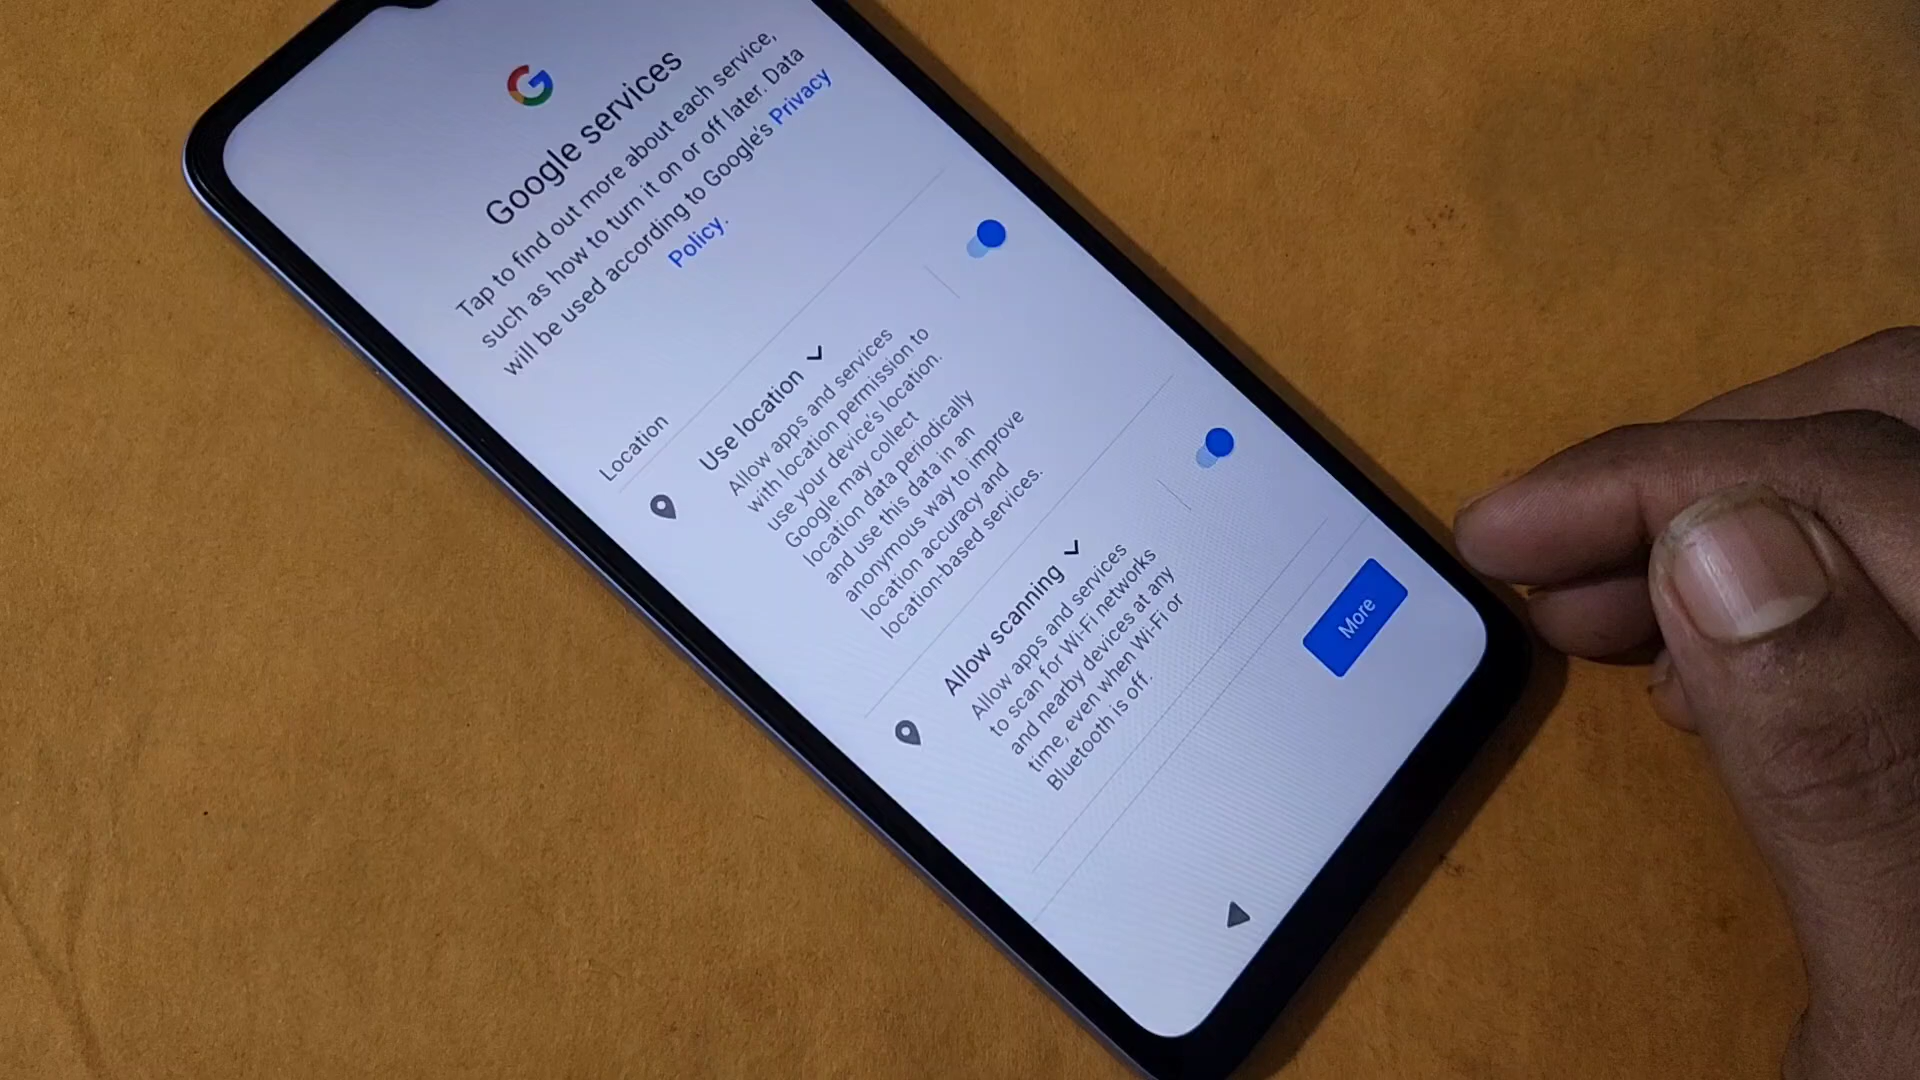 Google services
Tap to find out more about each service,
such as how to turn it on or off later. Data
will be used according to Google's Privacy
Policy.
Location
Use location
Allow apps and services
with location permission to
use your device's location.
Google may collect
location data periodically
and use this data in an
anonymous way to improve
location accuracy and
location-based services.
Allow scanning
Allow apps and services
to scan for Wi-Fi networks
and nearby devices at any
time, even when Wi-Fi or
Bluetooth is off.
More